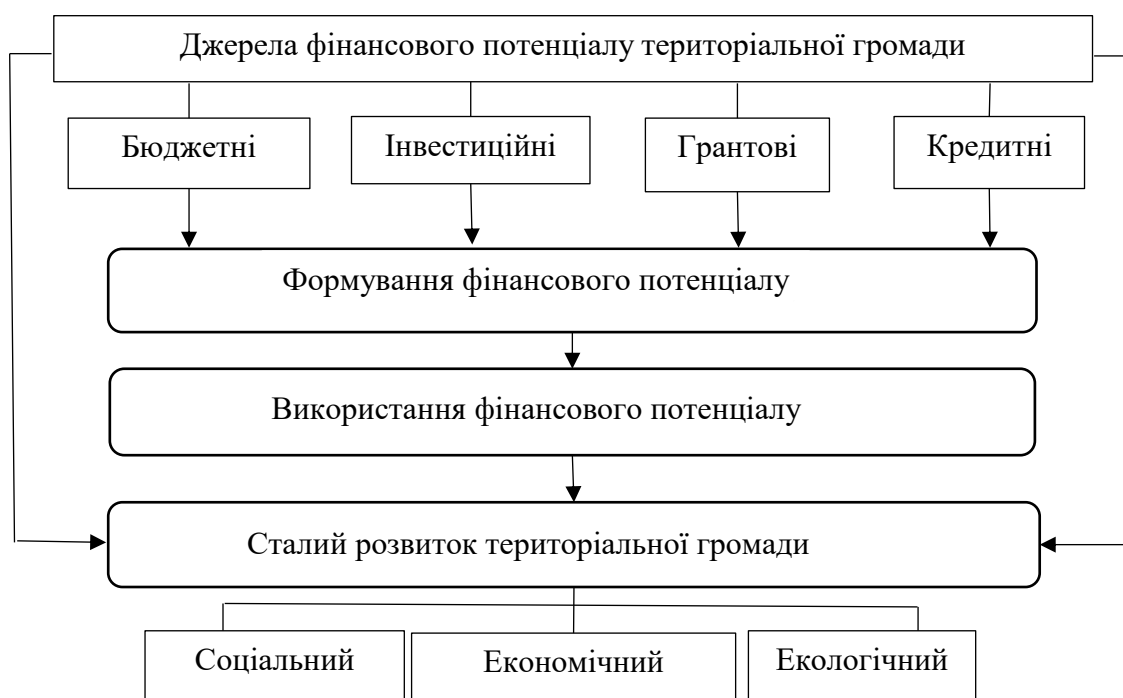 Джерела фінансового потенціалу територіальної громади
Бюджетні
Інвестиційні
Грантові
Кредитні
Формування фінансового потенціалу
Використання фінансового потенціалу
Сталий розвиток територіальної громади
Соціальний
Економічний
Екологічний